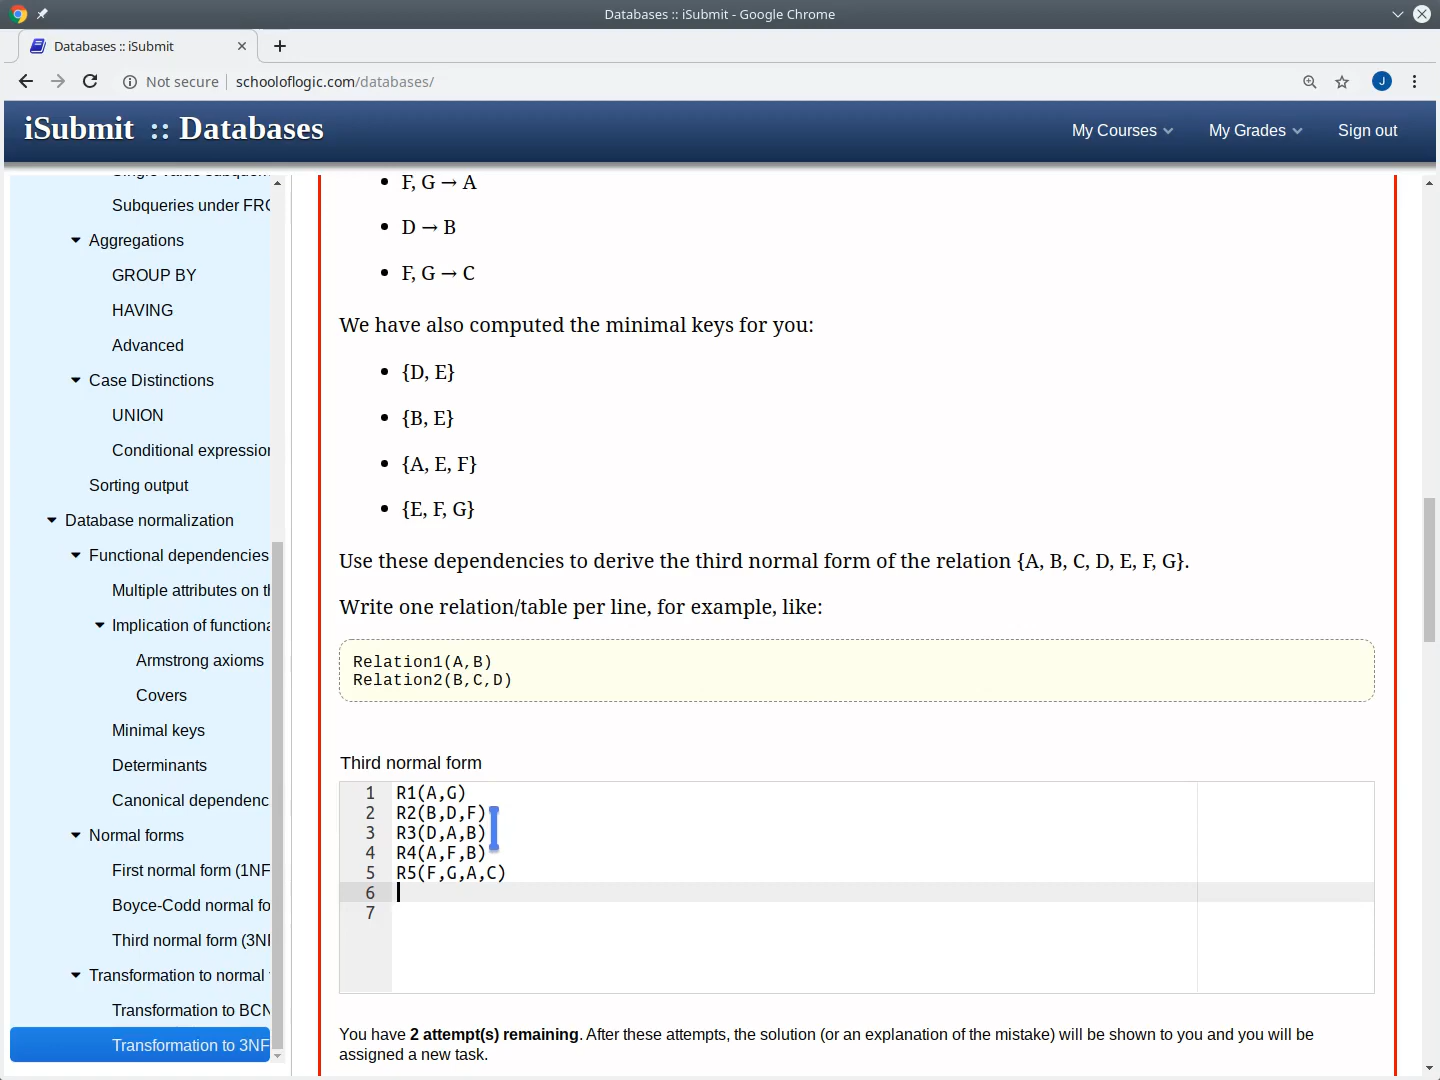 Databases :: iSubmit - Google Chrome
Databases :: iSubmit
Not secure
schooloflogic.com/databases/
J
iSubmit :: Databases
My Courses
My Grades
Sign out
Subqueries under FRO
Aggregations
GROUP BY
HAVING
Advanced
Case Distinctions
UNION
Conditional expression
Sorting output
Database normalization
Functional dependencies
Multiple attributes on th
Implication of functiona
Armstrong axioms
Covers
Minimal keys
Determinants
Canonical dependenc
Normal forms
First normal form (1NF
Boyce-Codd normal fo
Third normal form (3NF
Transformation to normal
Transformation to BCN
Transformation to 3NF
F, G → A
D → B
F, G → C
We have also computed the minimal keys for you:
{D, E}
{B, E}
{A, E, F}
{E, F, G}
Use these dependencies to derive the third normal form of the relation {A, B, C, D, E, F, G}.
Write one relation/table per line, for example, like:
Relation1(A,B)
Relation2(B,C,D)
Third normal form
1 R1(A,G)
2 R2(B,D,F)
3 R3(D,A,B)
4 R4(A,F,B)
5 R5(F,G,A,C)
6
7
You have 2 attempt(s) remaining. After these attempts, the solution (or an explanation of the mistake) will be shown to you and you will be
assigned a new task.